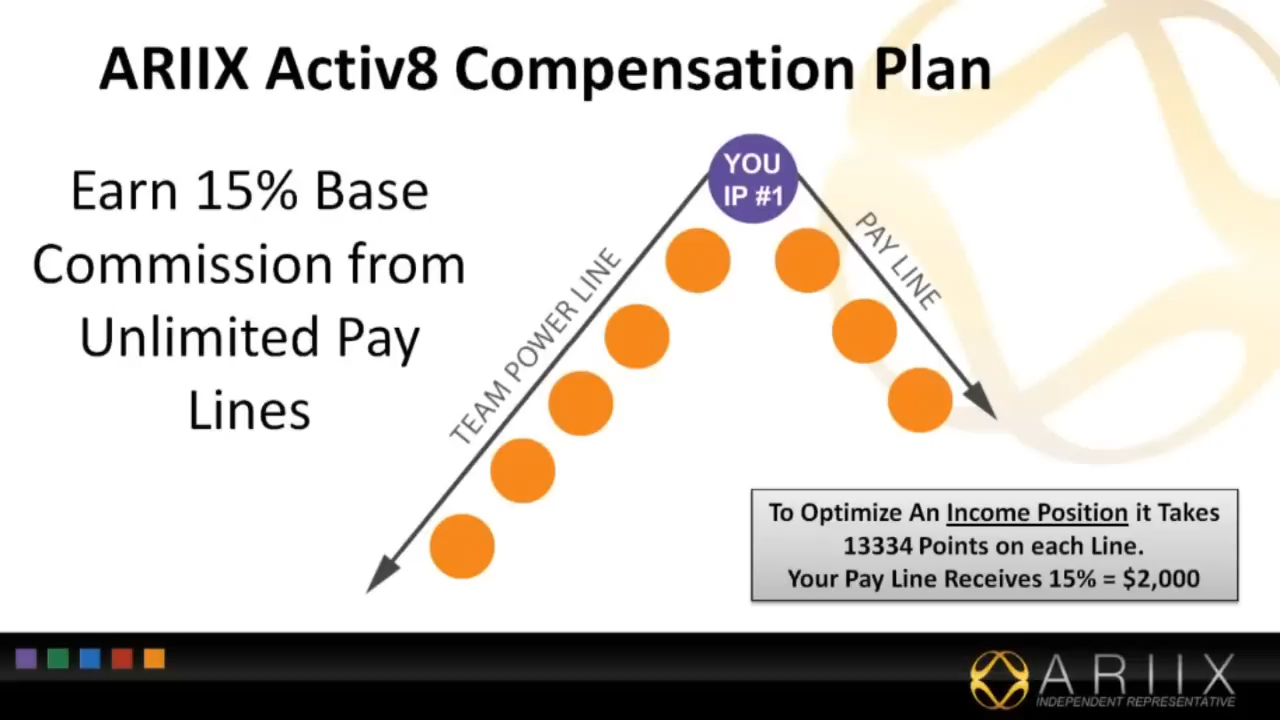 ARIIX Activ8 Compensation Plan
Earn 15% Base
Commission from
Unlimited Pay
Lines
YOU
IP #1
TEAM POWER LINE
PAY LINE
To Optimize An Income Position it Takes
13334 Points on each Line.
Your Pay Line Receives 15% = $2,000
ARIIX
INDEPENDENT REPRESENTATIVE